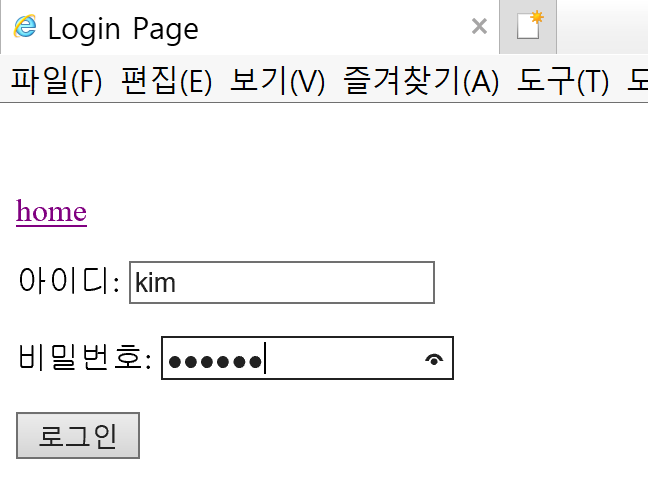 Login Page
파일(F) 편집(E) 보기(V) 즐겨찾기(A) 도구(T)
home
아이디: kim
비밀번호: ●●●●●●
로그인